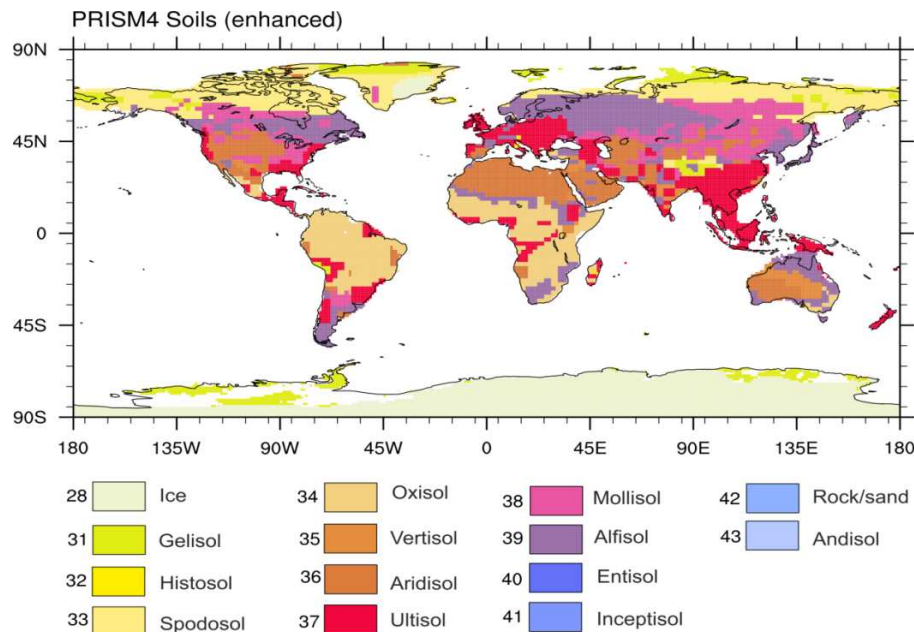 PRISM4 Soils (enhanced)
90N
45N
0
45S
90S
180 135W 90W 45W 0 45E 90E 135E 180
28 Ice
31 Gelisol
32 Histosol
33 Spodosol
34 Oxisol
35 Vertisol
36 Aridisol
37 Ultisol
38 Mollisol
39 Alfisol
40 Entisol
41 Inceptisol
42 Rock/sand
43 Andisol